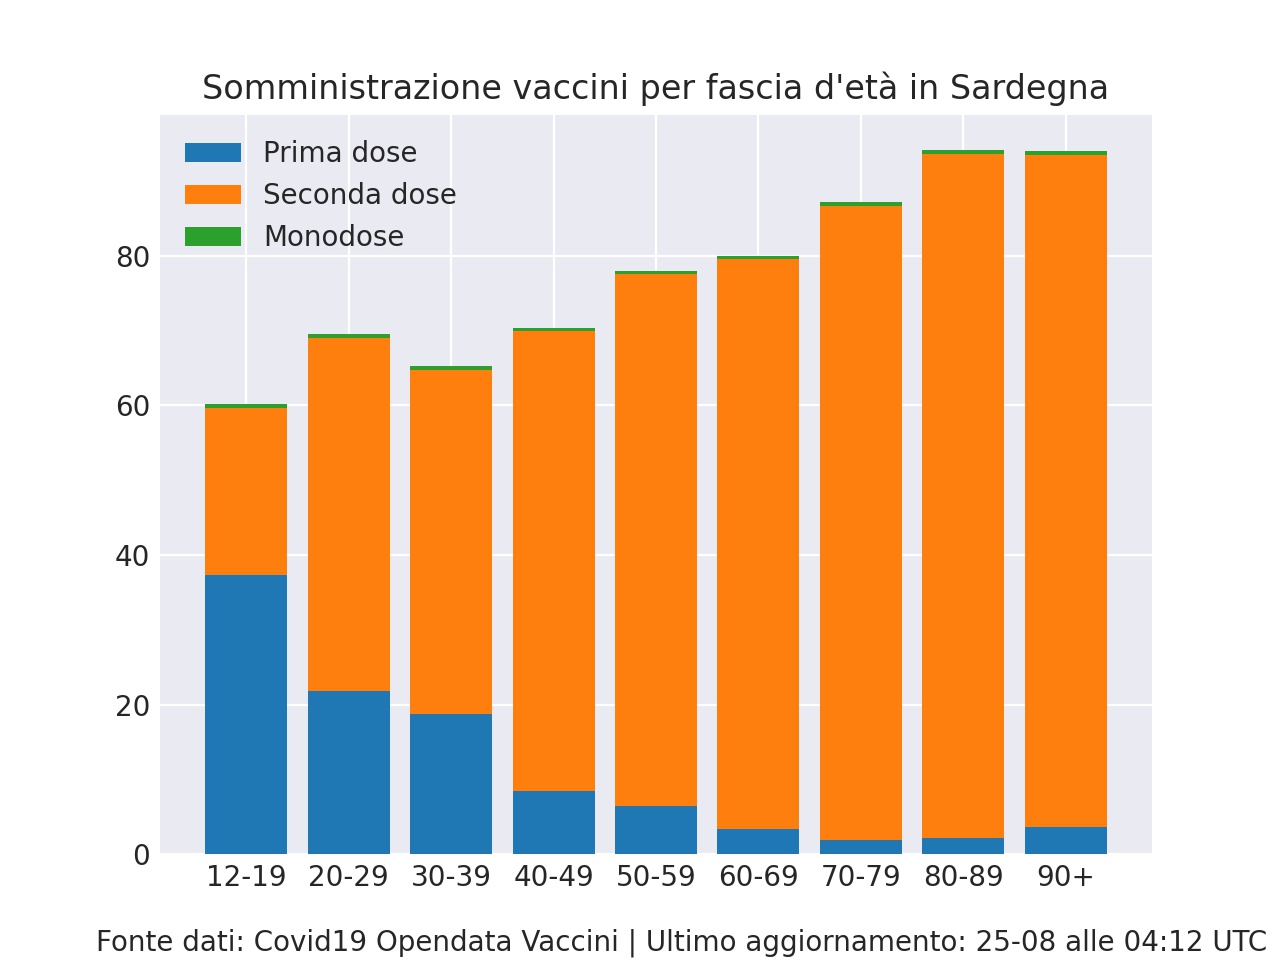 Somministrazione vaccini per fascia d'età in Sardegna
Prima dose
Seconda dose
Monodose
80
60
40
20
0
12-19 20-29 30-39 40-49 50-59 60-69 70-79 80-89 90+
Fonte dati: Covid19 Opendata Vaccini | Ultimo aggiornamento: 25-08 alle 04:12 UTC